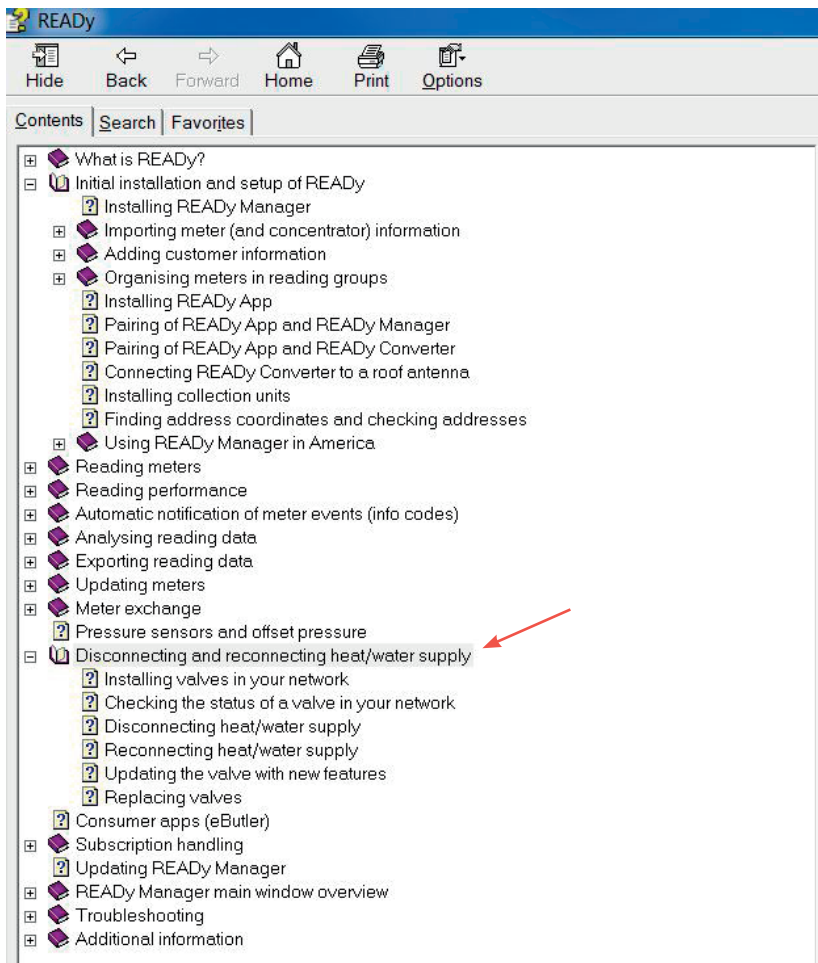 READy
Hide Back Forward Home Print Options
Contents Search Favorites
What is READy?
Initial installation and setup of READy
Installing READy Manager
Importing meter (and concentrator) information
Adding customer information
Organising meters in reading groups
Installing READy App
Pairing of READy App and READy Manager
Pairing of READy App and READy Converter
Connecting READy Converter to a roof antenna
Installing collection units
Finding address coordinates and checking addresses
Using READy Manager in America
Reading meters
Reading performance
Automatic notification of meter events (info codes)
Analysing reading data
Exporting reading data
Updating meters
Meter exchange
Pressure sensors and offset pressure
Disconnecting and reconnecting heat/water supply
Installing valves in your network
Checking the status of a valve in your network
Disconnecting heat/water supply
Reconnecting heat/water supply
Updating the valve with new features
Replacing valves
Consumer apps (eButler)
Subscription handling
Updating READy Manager
READy Manager main window overview
Troubleshooting
Additional information